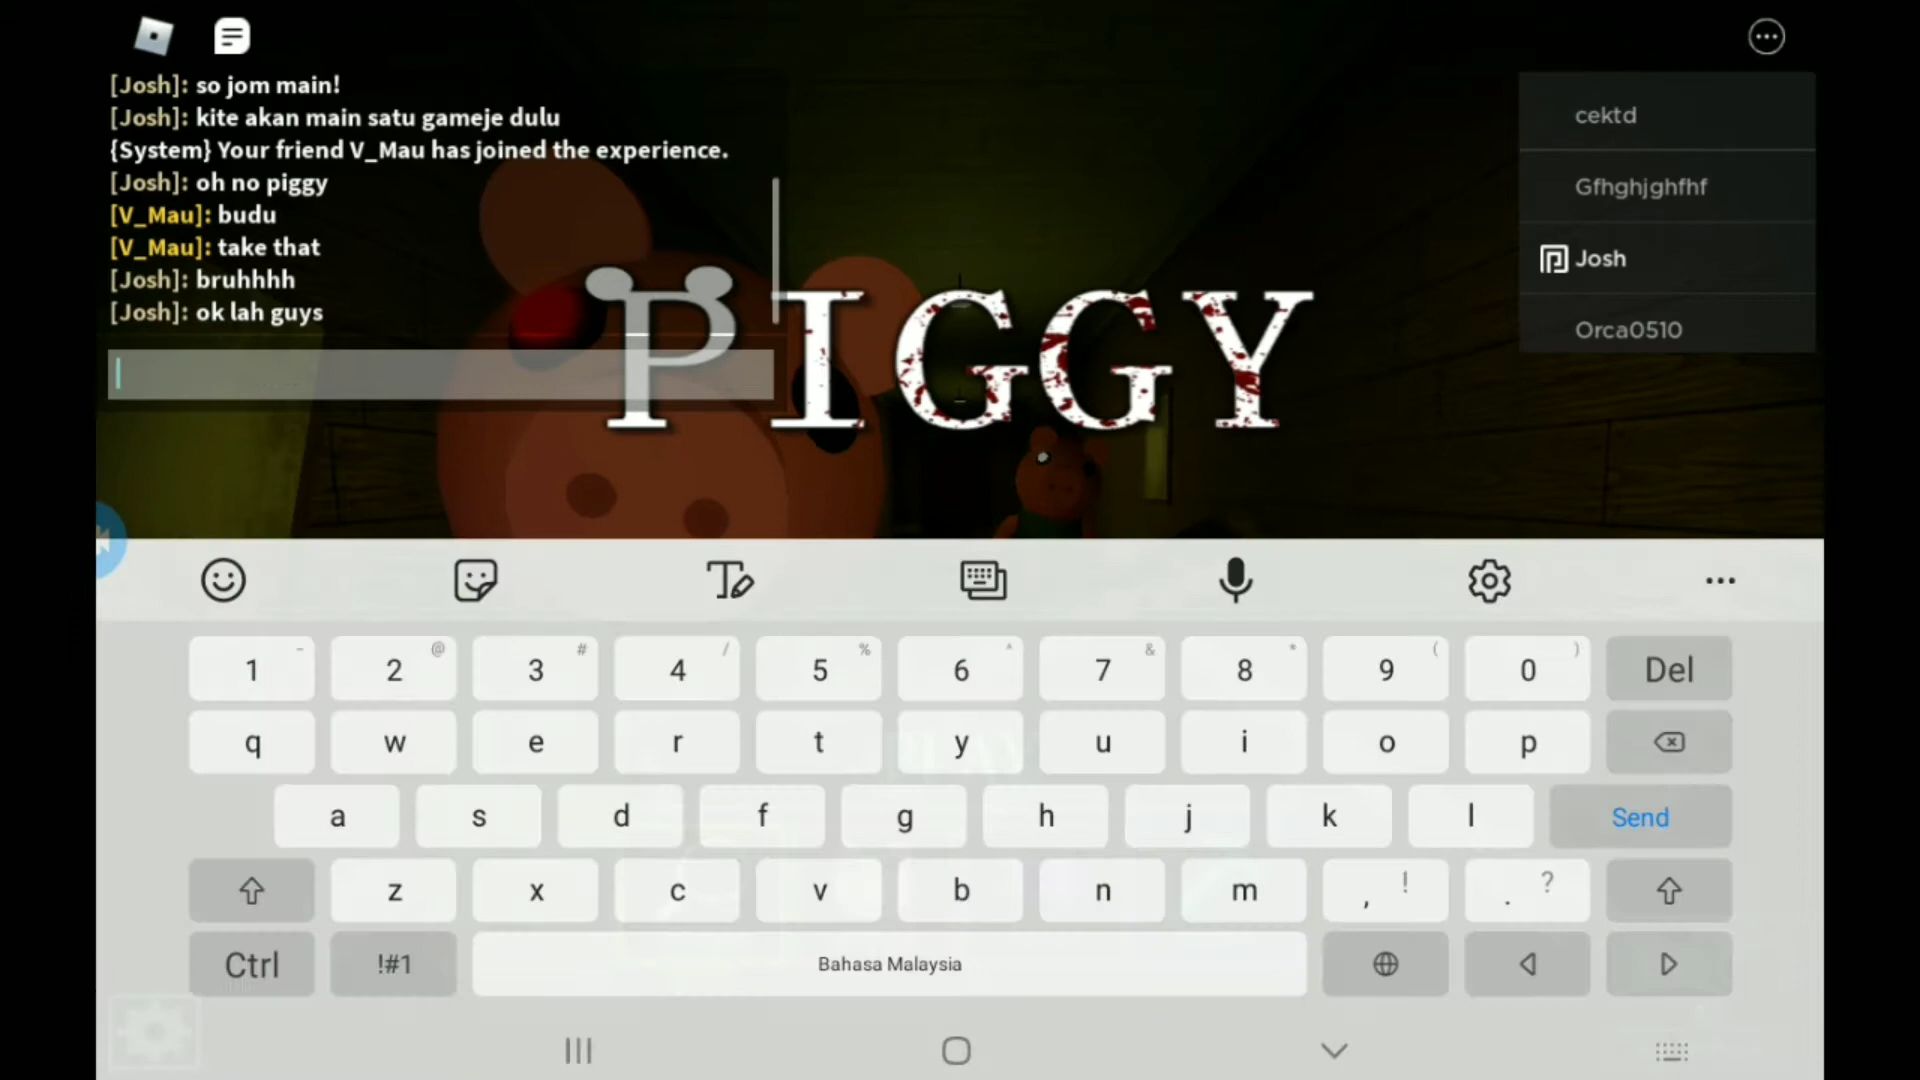 [Josh]: so jom main!
[Josh]: kite akan main satu gameje dulu
{System} Your friend V_Mau has joined the experience.
[Josh]: oh no piggy
[V_Mau]: budu
[V_Mau]: take that
[Josh]: bruhhhh
[Josh]: ok lah guys
cektd
Gfhghjghfhf
Josh
Orca0510
PIGGY
1 - 2 @ 3 # 4 / 5 % 6 ^ 7 & 8 * 9 ( 0 ) Del
q w e r t y u i o p
a s d f g h j k l Send
z x c v b n m , ! . ?
Ctrl !#1 Bahasa Malaysia